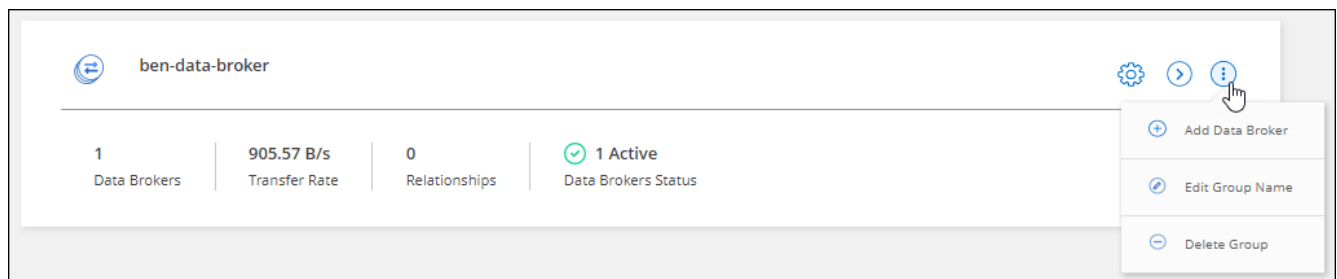 ben-data-broker
1 905.57 B/s 0 1 Active
Data Brokers Transfer Rate Relationships Data Brokers Status
Add Data Broker
Edit Group Name
Delete Group